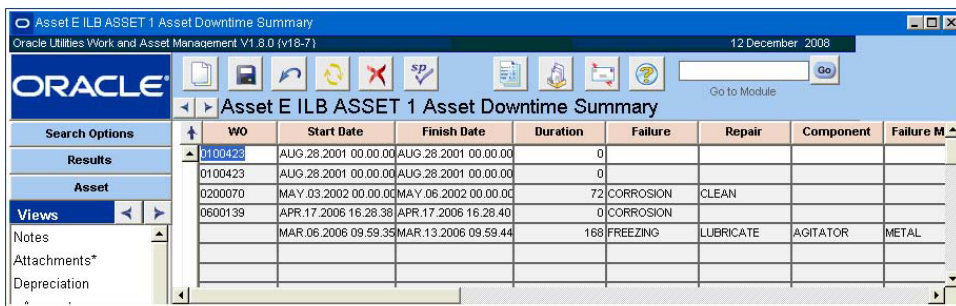 Asset E ILB ASSET 1 Asset Downtime Summary
Oracle Utilities Work and Asset Management V1.8.0 {v18-7}
12 December 2008
ORACLE
sp
Go
Go to Module
Asset E ILB ASSET 1 Asset Downtime Summary
Search Options
Results
Asset
Views
Notes
Attachments*
Depreciation
WO Start Date Finish Date Duration Failure Repair Component Failure M
0100423 AUG.28.2001 00.00.00 AUG.28.2001 00.00.00 0
0100423 AUG.28.2001 00.00.00 AUG.28.2001 00.00.00 0
0200070 MAY.03.2002 00.00.00 MAY.06.2002 00.00.00 72 CORROSION CLEAN
0600139 APR.17.2006 16.28.38 APR.17.2006 16.28.40 0 CORROSION
MAR.06.2006 09.59.35 MAR.13.2006 09.59.44 168 FREEZING LUBRICATE AGITATOR METAL